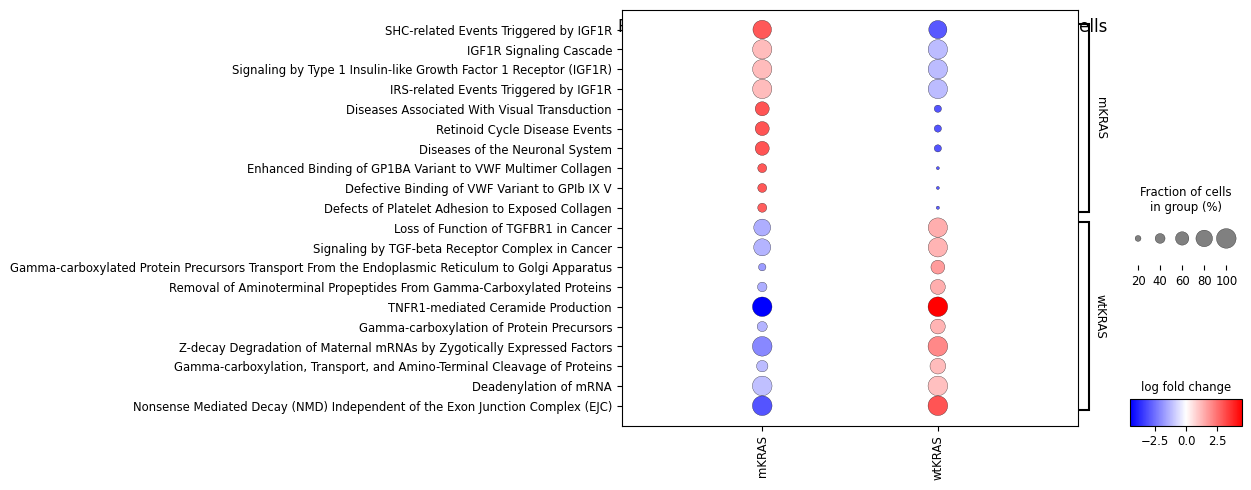 ells
SHC-related Events Triggered by IGF1R
IGF1R Signaling Cascade
Signaling by Type 1 Insulin-like Growth Factor 1 Receptor (IGF1R)
IRS-related Events Triggered by IGF1R
Diseases Associated With Visual Transduction
Retinoid Cycle Disease Events
Diseases of the Neuronal System
Enhanced Binding of GP1BA Variant to VWF Multimer Collagen
Defective Binding of VWF Variant to GPIb IX V
Defects of Platelet Adhesion to Exposed Collagen
Loss of Function of TGFBR1 in Cancer
Signaling by TGF-beta Receptor Complex in Cancer
Gamma-carboxylated Protein Precursors Transport From the Endoplasmic Reticulum to Golgi Apparatus
Removal of Aminoterminal Propeptides From Gamma-Carboxylated Proteins
TNFR1-mediated Ceramide Production
Gamma-carboxylation of Protein Precursors
Z-decay Degradation of Maternal mRNAs by Zygotically Expressed Factors
Gamma-carboxylation, Transport, and Amino-Terminal Cleavage of Proteins
Deadenylation of mRNA
Nonsense Mediated Decay (NMD) Independent of the Exon Junction Complex (EJC)
mKRAS
wtKRAS
mKRAS
wtKRAS
Fraction of cells
in group (%)
20 40 60 80 100
log fold change
−2.5 0.0 2.5